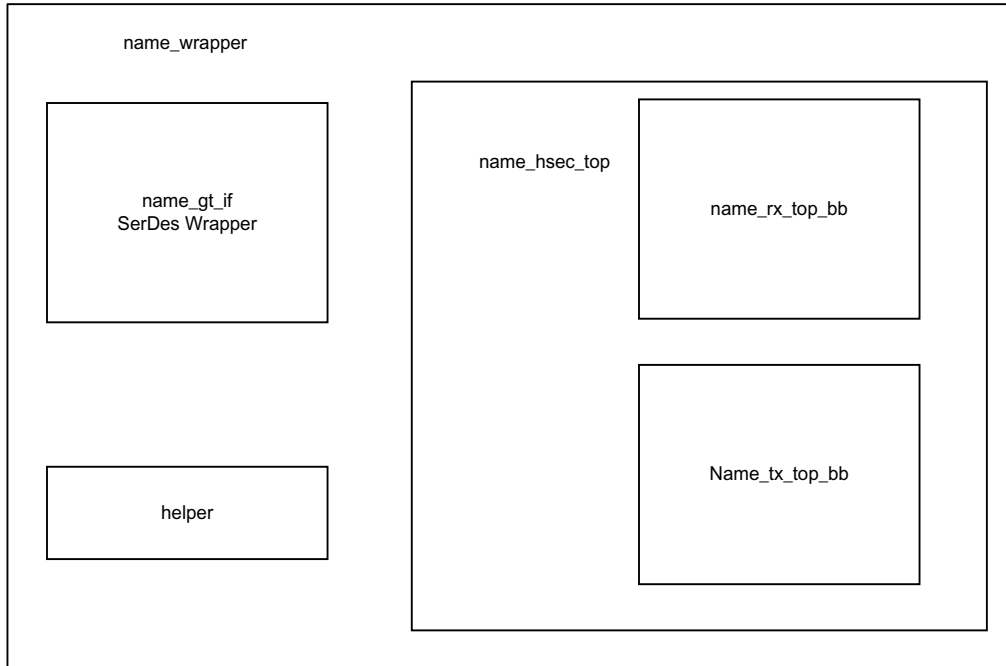 name_wrapper
name_gt_if
SerDes Wrapper
helper
name_hsec_top
name_rx_top_bb
Name_tx_top_bb